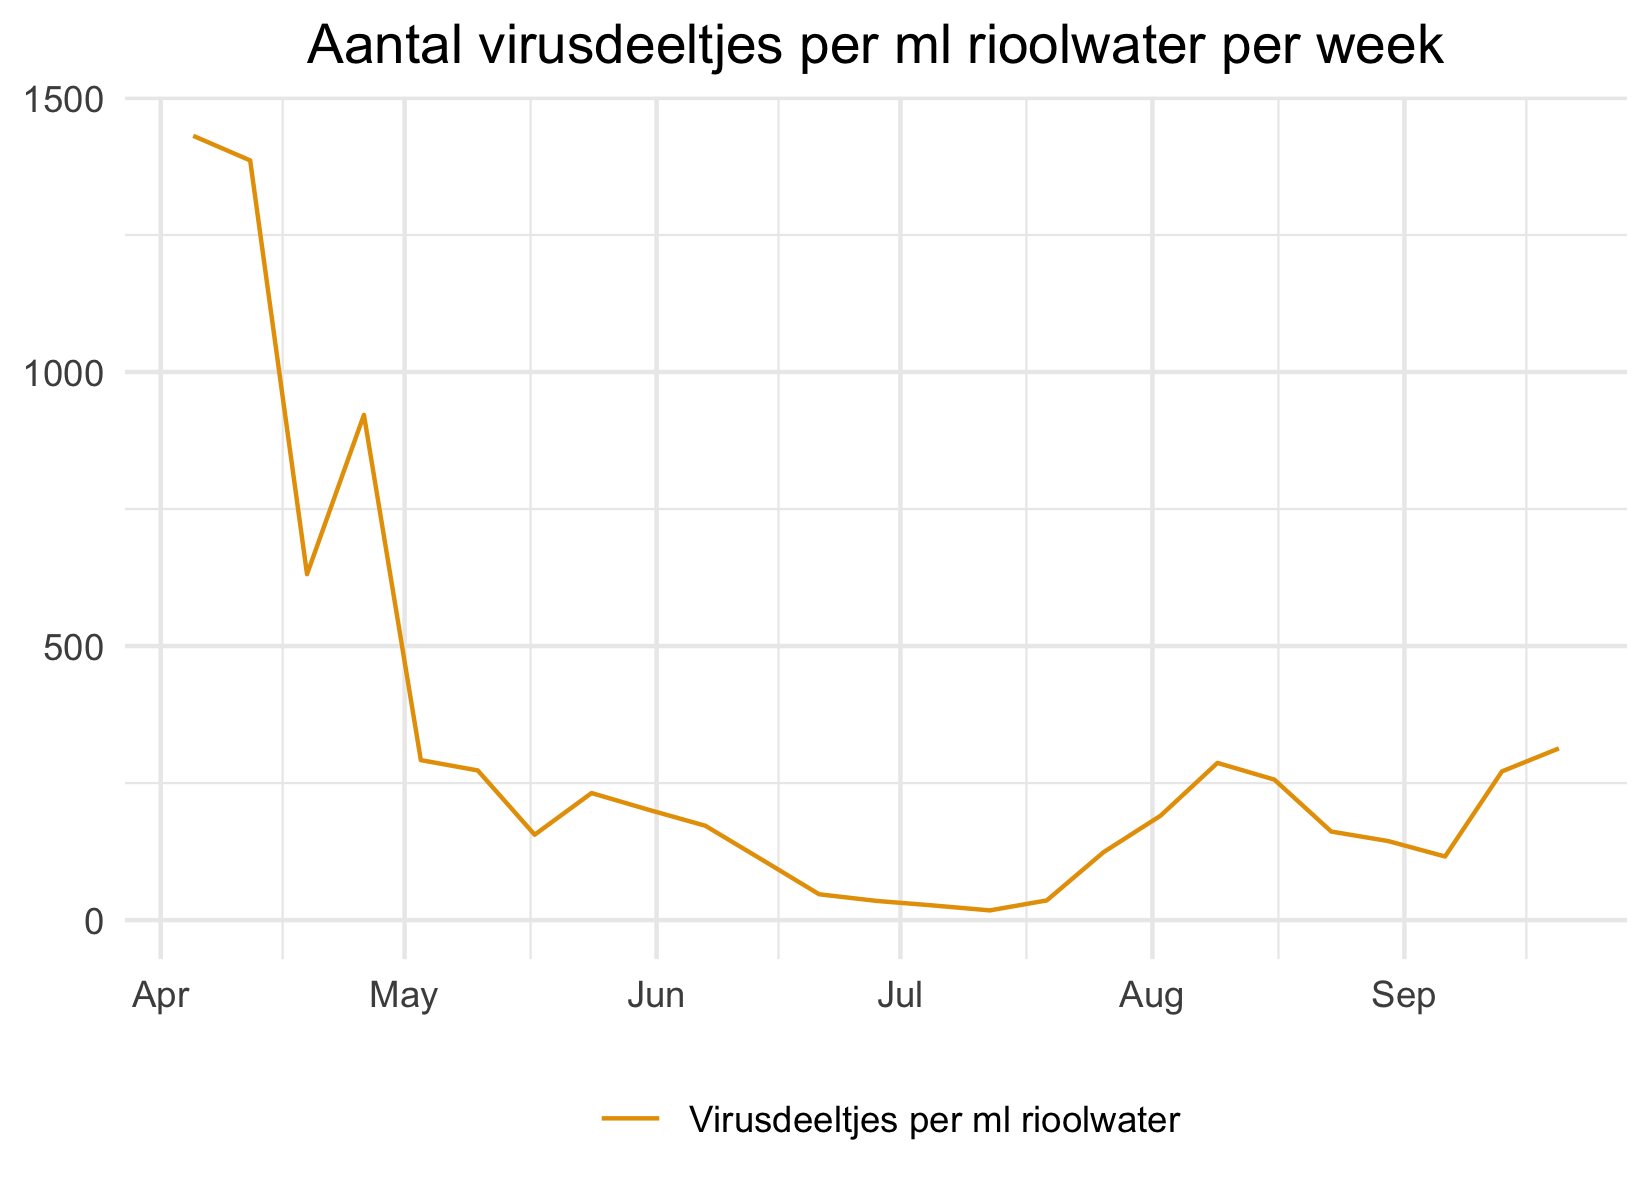 Aantal virusdeeltjes per ml rioolwater per week
1500
1000
500
0
Apr May Jun Jul Aug Sep
Virusdeeltjes per ml rioolwater